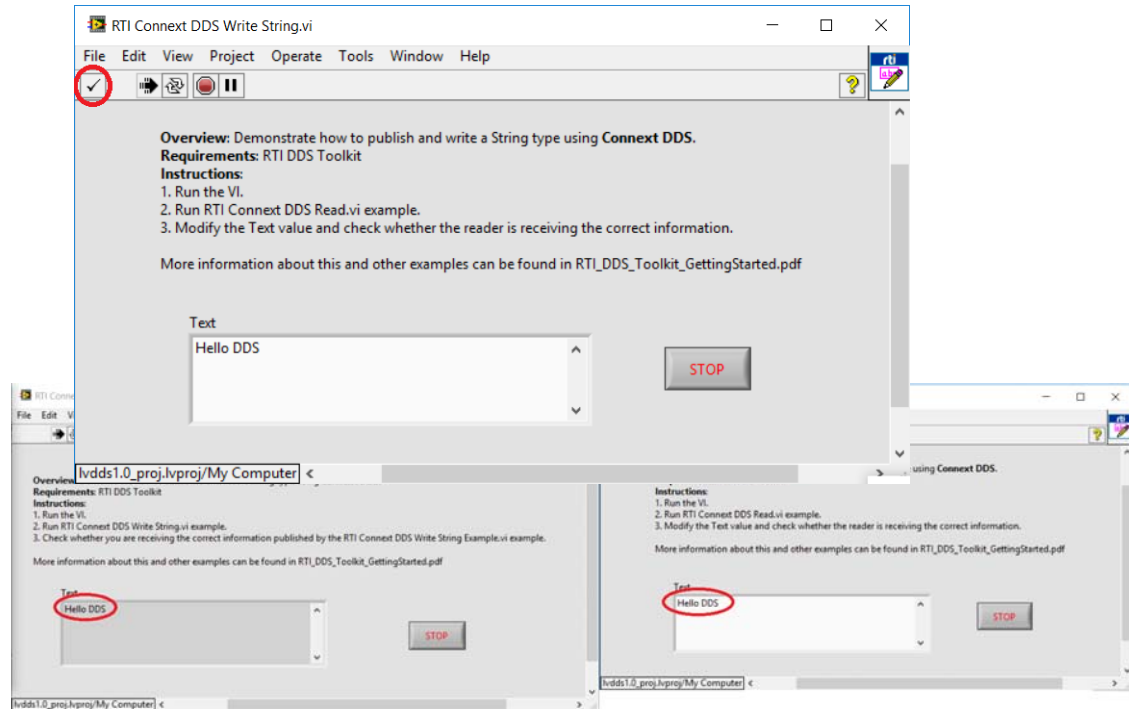 RTI Connext DDS Write String.vi
File Edit View Project Operate Tools Window Help
rti
Overview: Demonstrate how to publish and write a String type using Connext DDS.
Requirements: RTI DDS Toolkit
Instructions:
1. Run the VI.
2. Run RTI Connext DDS Read.vi example.
3. Modify the Text value and check whether the reader is receiving the correct information.
More information about this and other examples can be found in RTI_DDS_Toolkit_GettingStarted.pdf
Text
Hello DDS
STOP
lvdds1.0_proj.lvproj/My Computer
RTI Conne
File Edit V
Overview
Requirements: RTI DDS Toolkit
Instructions:
1. Run the VI.
2. Run RTI Connext DDS Write String.vi example.
3. Check whether you are receiving the correct information published by the RTI Connext DDS Write String Example.vi example.
More information about this and other examples can be found in RTI_DDS_Toolkit_GettingStarted.pdf
Text
Hello DDS
STOP
lvdds1.0_proj.lvproj/My Computer
using Connext DDS.
Instructions:
1. Run the VI.
2. Run RTI Connext DDS Read.vi example.
3. Modify the Text value and check whether the reader is receiving the correct information.
More information about this and other examples can be found in RTI_DDS_Toolkit_GettingStarted.pdf
Text
Hello DDS
STOP
lvdds1.0_proj.lvproj/My Computer